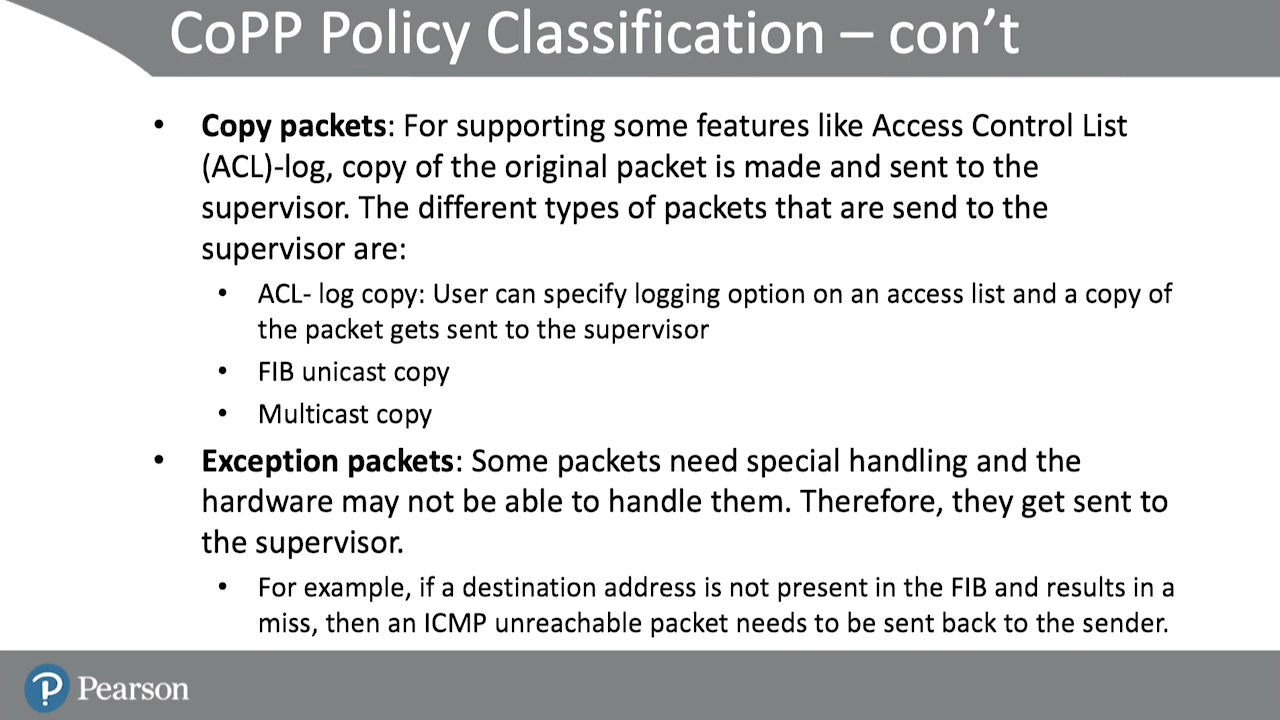 CoPP Policy Classification – con’t
• Copy packets: For supporting some features like Access Control List
(ACL)-log, copy of the original packet is made and sent to the
supervisor. The different types of packets that are send to the
supervisor are:
• ACL- log copy: User can specify logging option on an access list and a copy of
the packet gets sent to the supervisor
• FIB unicast copy
• Multicast copy
• Exception packets: Some packets need special handling and the
hardware may not be able to handle them. Therefore, they get sent to
the supervisor.
• For example, if a destination address is not present in the FIB and results in a
miss, then an ICMP unreachable packet needs to be sent back to the sender.
Pearson